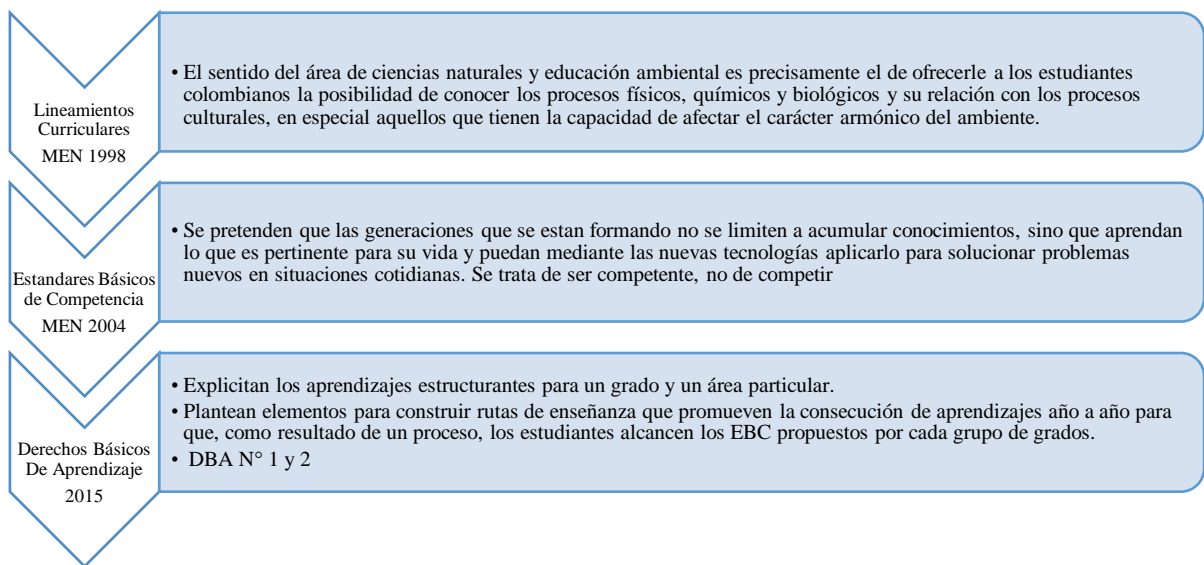 Lineamientos
Curriculares
MEN 1998
• El sentido del área de ciencias naturales y educación ambiental es precisamente el de ofrecerle a los estudiantes
colombianos la posibilidad de conocer los procesos físicos, químicos y biológicos y su relación con los procesos
culturales, en especial aquellos que tienen la capacidad de afectar el carácter armónico del ambiente.
Estandares Básicos
de Competencia
MEN 2004
• Se pretenden que las generaciones que se estan formando no se limiten a acumular conocimientos, sino que aprendan
lo que es pertinente para su vida y puedan mediante las nuevas tecnologías aplicarlo para solucionar problemas
nuevos en situaciones cotidianas. Se trata de ser competente, no de competir
Derechos Básicos
De Aprendizaje
2015
• Explicitan los aprendizajes estructurantes para un grado y un área particular.
• Plantean elementos para construir rutas de enseñanza que promueven la consecución de aprendizajes año a año para
que, como resultado de un proceso, los estudiantes alcancen los EBC propuestos por cada grupo de grados.
• DBA N° 1 y 2